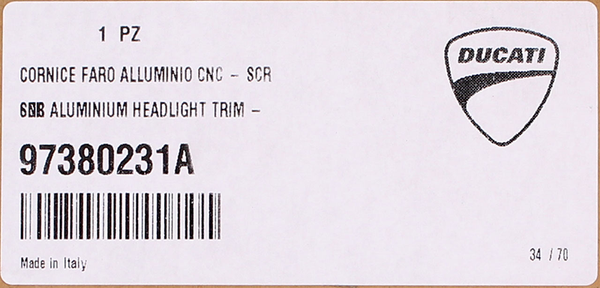 1 PZ
DUCATI
CORNICE FARO ALLUMINIO CNC - SCR
ALUMINIUM HEADLIGHT TRIM -
97380231A
Made in Italy
34 / 70